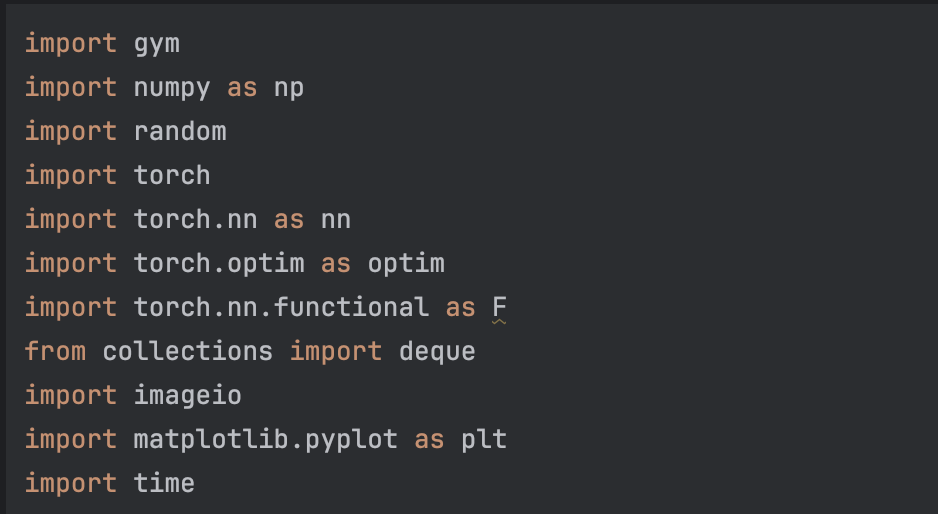 import gym
import numpy as np
import random
import torch
import torch.nn as nn
import torch.optim as optim
import torch.nn.functional as F
from collections import deque
import imageio
import matplotlib.pyplot as plt
import time